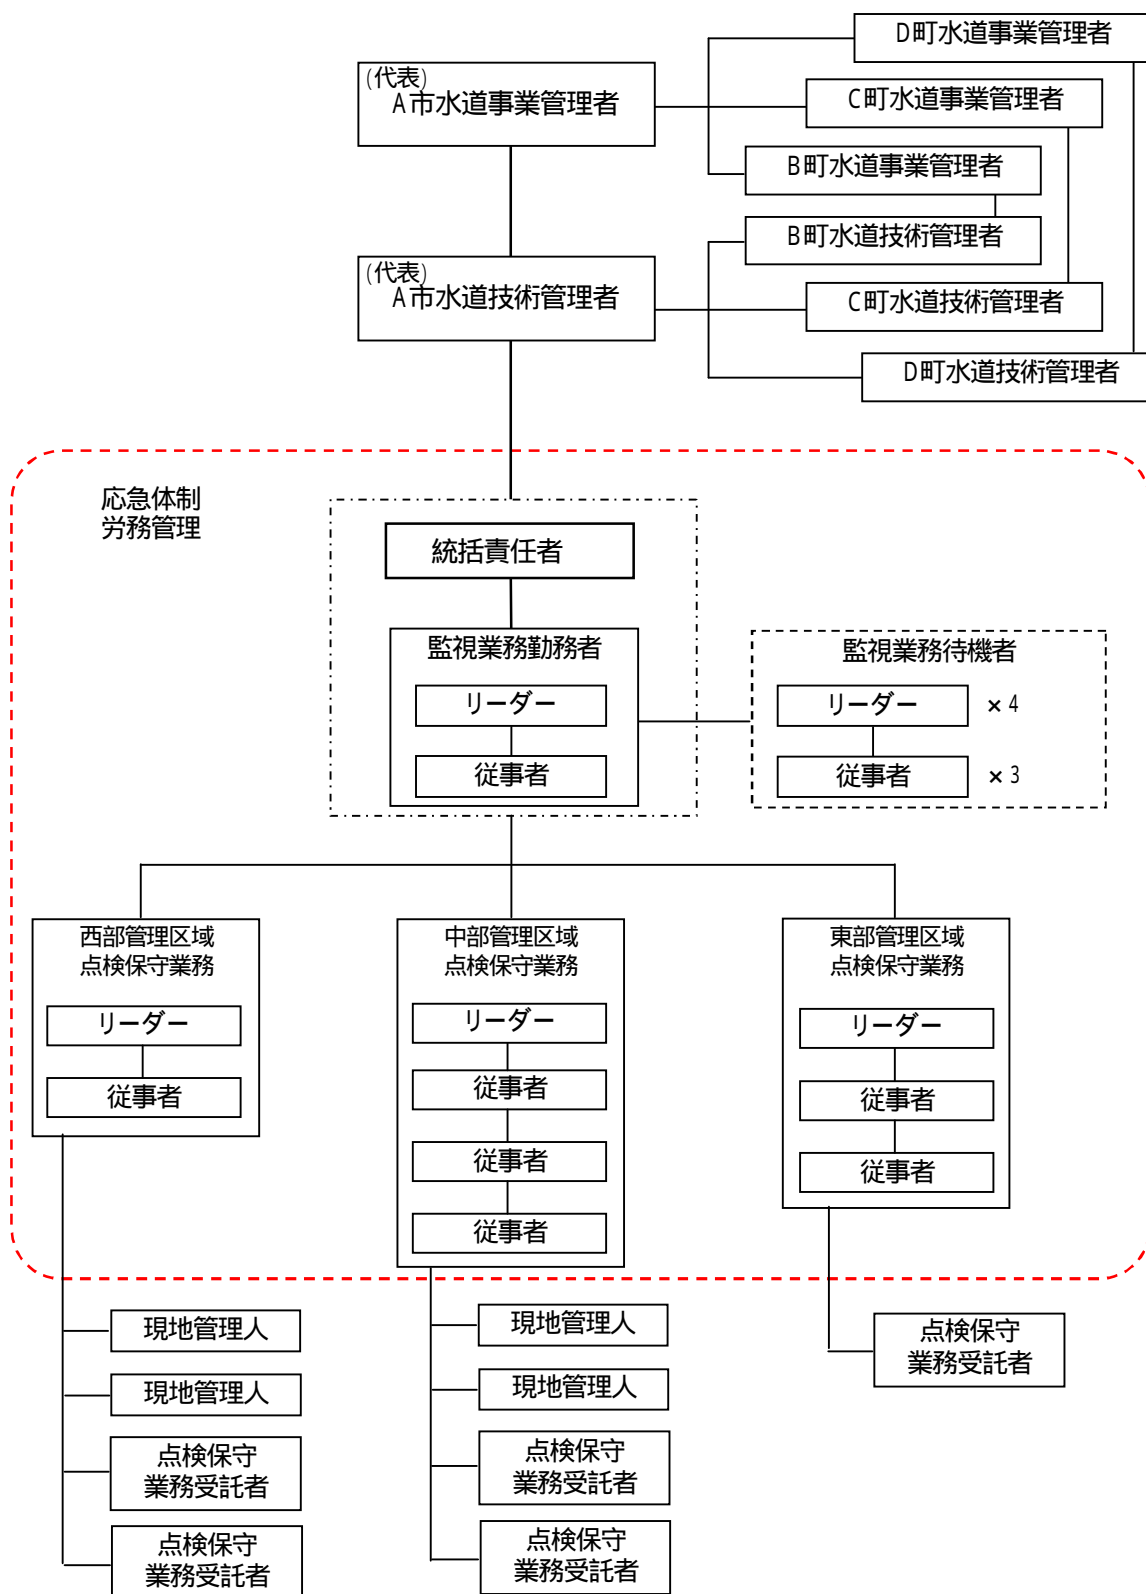 D町水道事業管理者
(代表)
A市水道事業管理者
C町水道事業管理者
B町水道事業管理者
B町水道技術管理者
(代表)
A市水道技術管理者
C町水道技術管理者
D町水道技術管理者
応急体制
労務管理
統括責任者
監視業務勤務者
リーダー
従事者
監視業務待機者
リーダー ×4
従事者 ×3
西部管理区域
点検保守業務
リーダー
従事者
中部管理区域
点検保守業務
リーダー
従事者
従事者
従事者
東部管理区域
点検保守業務
リーダー
従事者
従事者
現地管理人
現地管理人
点検保守
業務受託者
点検保守
業務受託者
現地管理人
現地管理人
点検保守
業務受託者
点検保守
業務受託者
点検保守
業務受託者